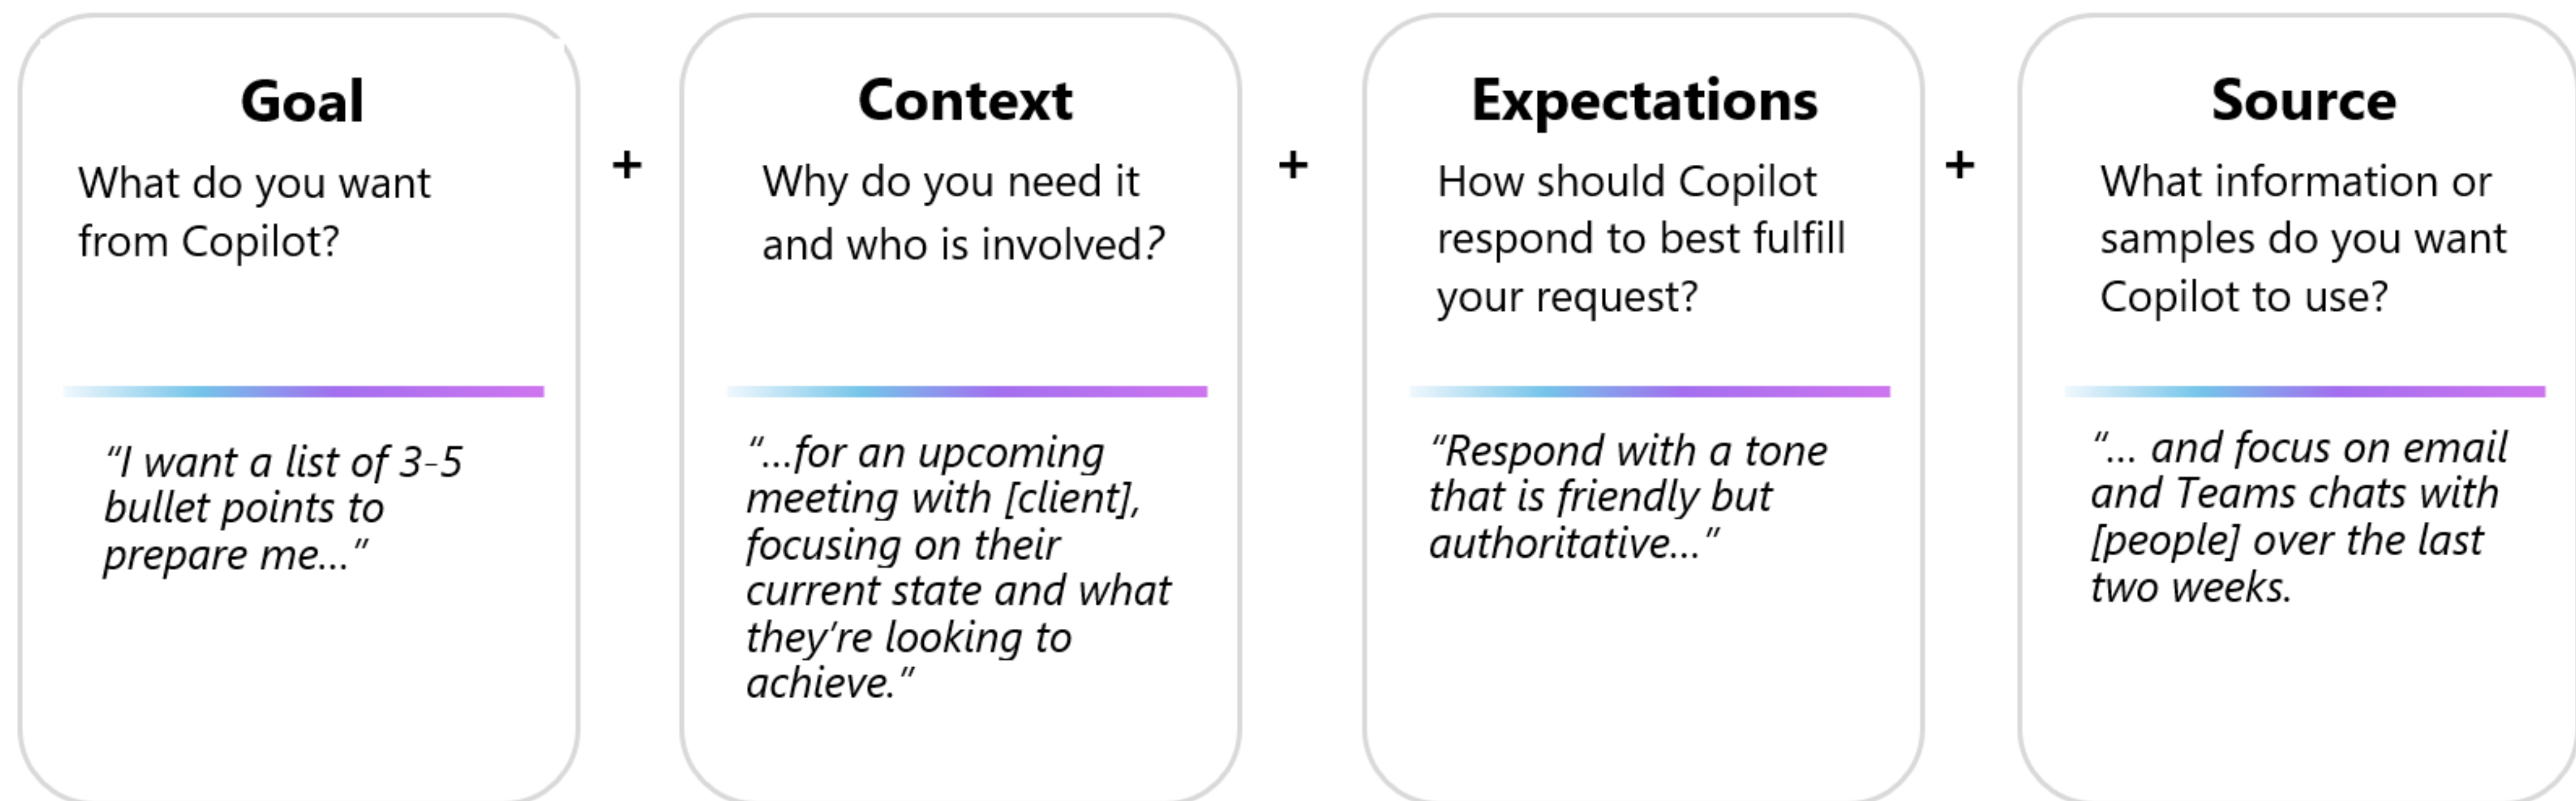 Goal
What do you want
from Copilot?
“I want a list of 3-5
bullet points to
prepare me...”
+
Context
Why do you need it
and who is involved?
“...for an upcoming
meeting with [client],
focusing on their
current state and what
they’re looking to
achieve.”
+
Expectations
How should Copilot
respond to best fulfill
your request?
“Respond with a tone
that is friendly but
authoritative...”
+
Source
What information or
samples do you want
Copilot to use?
“... and focus on email
and Teams chats with
[people] over the last
two weeks.